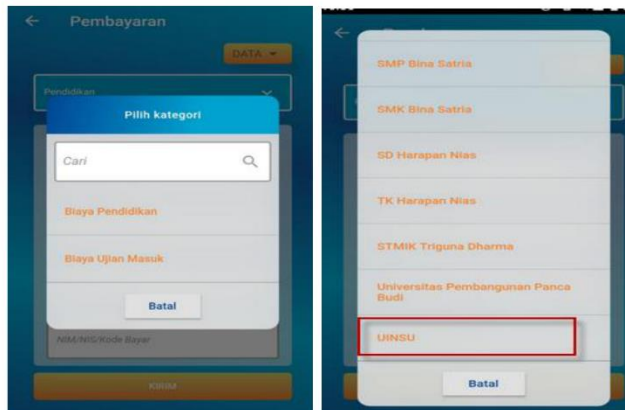 Pembayaran
DATA
Pendidikan
Pilih kategori
Cari
Biaya Pendidikan
Biaya Ujian Masuk
Batal
NIM/NIS/Kode Bayar
KIRIM
SMP Bina Satria
SMK Bina Satria
SD Harapan Nias
TK Harapan Nias
STMIK Triguna Dharma
Universitas Pembangunan Panca
Budi
UINSU
Batal